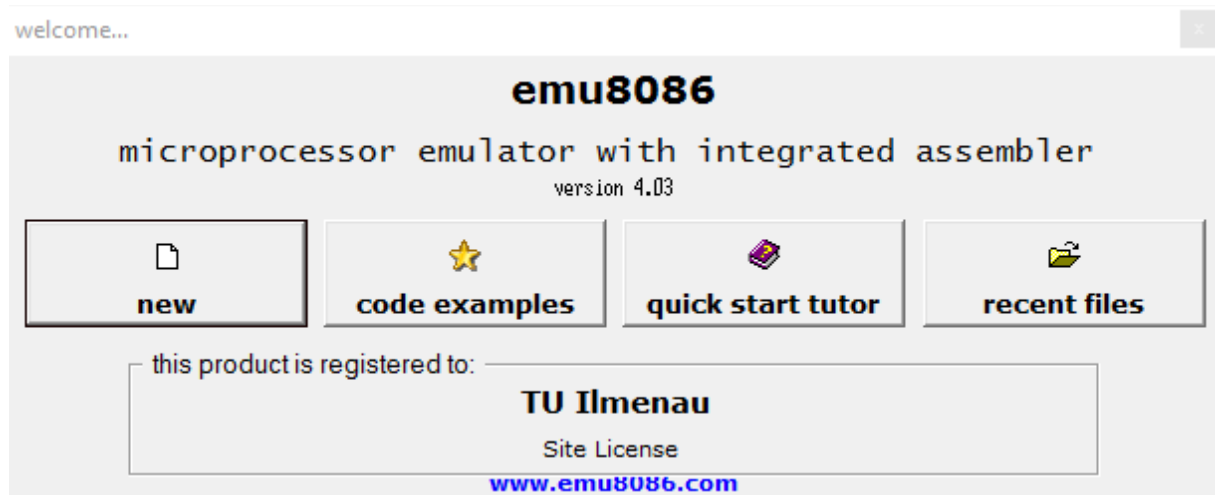 welcome...
x
emu8086
microprocessor emulator with integrated assembler
version 4.03
new
code examples
quick start tutor
recent files
this product is registered to:
TU Ilmenau
Site License
www.emu8086.com